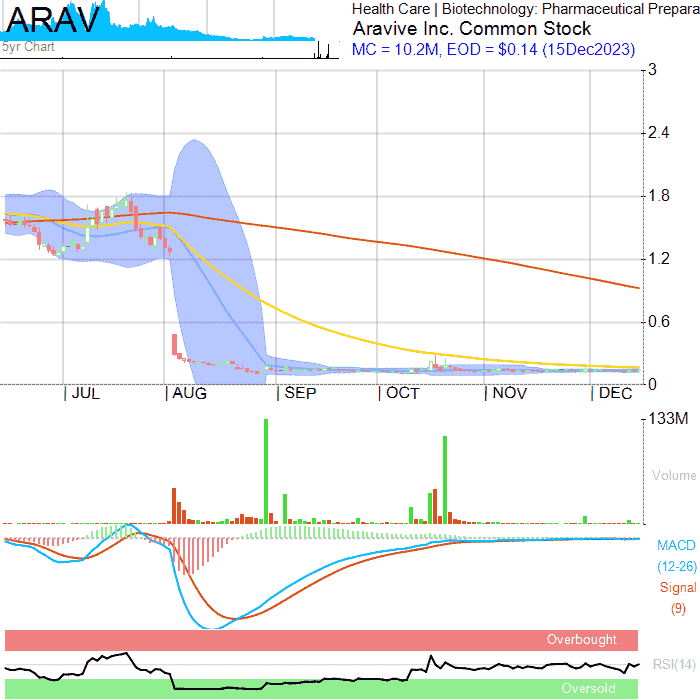 ARAV
5yr Chart
Health Care | Biotechnology: Pharmaceutical Prepara
Aravive Inc. Common Stock
MC = 10.2M, EOD = $0.14 (15Dec2023)
3
2.4
1.8
1.2
0.6
0
| JUL | AUG | SEP | OCT | NOV | DEC
133M
Volume
MACD
(12-26)
Signal
(9)
Overbought
RSI(14)
Oversold